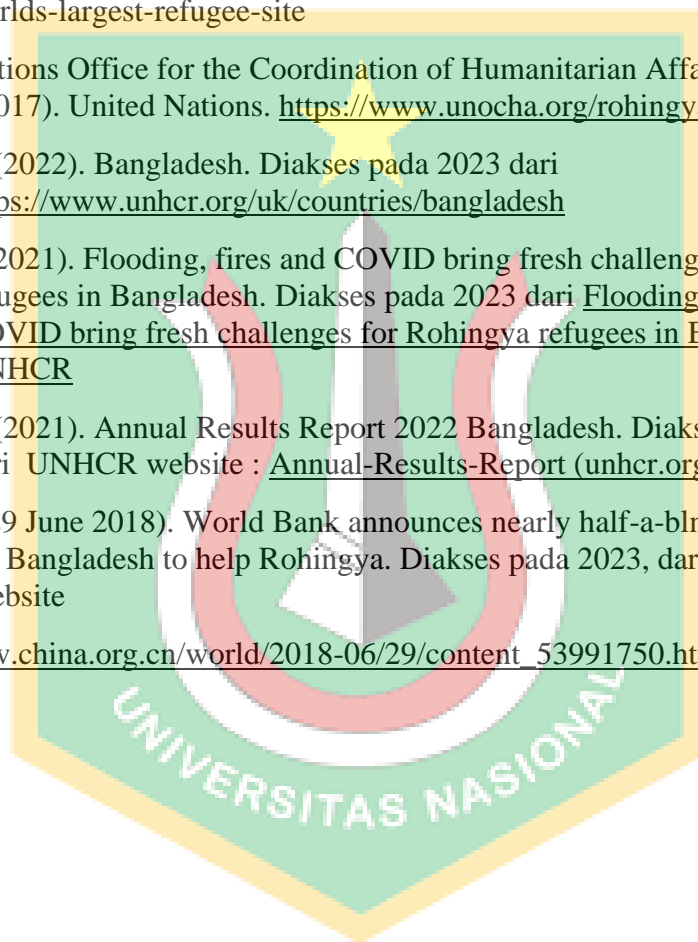 rlds-largest-refugee-site
tions Office for the Coordination of Humanitarian Affa
017). United Nations. https://www.unocha.org/rohingy
(2022). Bangladesh. Diakses pada 2023 dari
ps://www.unhcr.org/uk/countries/bangladesh
2021). Flooding, fires and COVID bring fresh challeng
ugees in Bangladesh. Diakses pada 2023 dari Flooding
OVID bring fresh challenges for Rohingya refugees in B
NHCR
(2021). Annual Results Report 2022 Bangladesh. Diaks
ri UNHCR website : Annual-Results-Report (unhcr.org
9 June 2018). World Bank announces nearly half-a-bln
Bangladesh to help Rohingya. Diakses pada 2023, dar
ebsite
w.china.org.cn/world/2018-06/29/content_53991750.ht
UNIVERSITAS NASIONAL